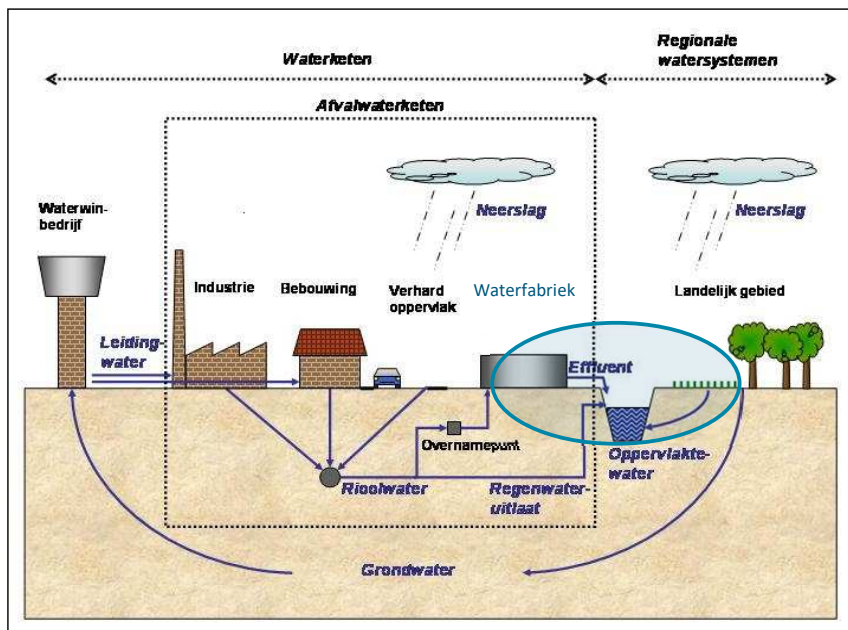 Waterketen
Regionale
watersystemen
Afvalwaterketen
Neerslag
Neerslag
Waterwin-
bedrijf
Industrie
Bebouwing
Verhard
oppervlak
Waterfabriek
Landelijk gebied
Leiding-
water
Effluent
Overnamepunt
Oppervlakte-
water
Rioolwater
Regenwater-
uitlaat
Grondwater